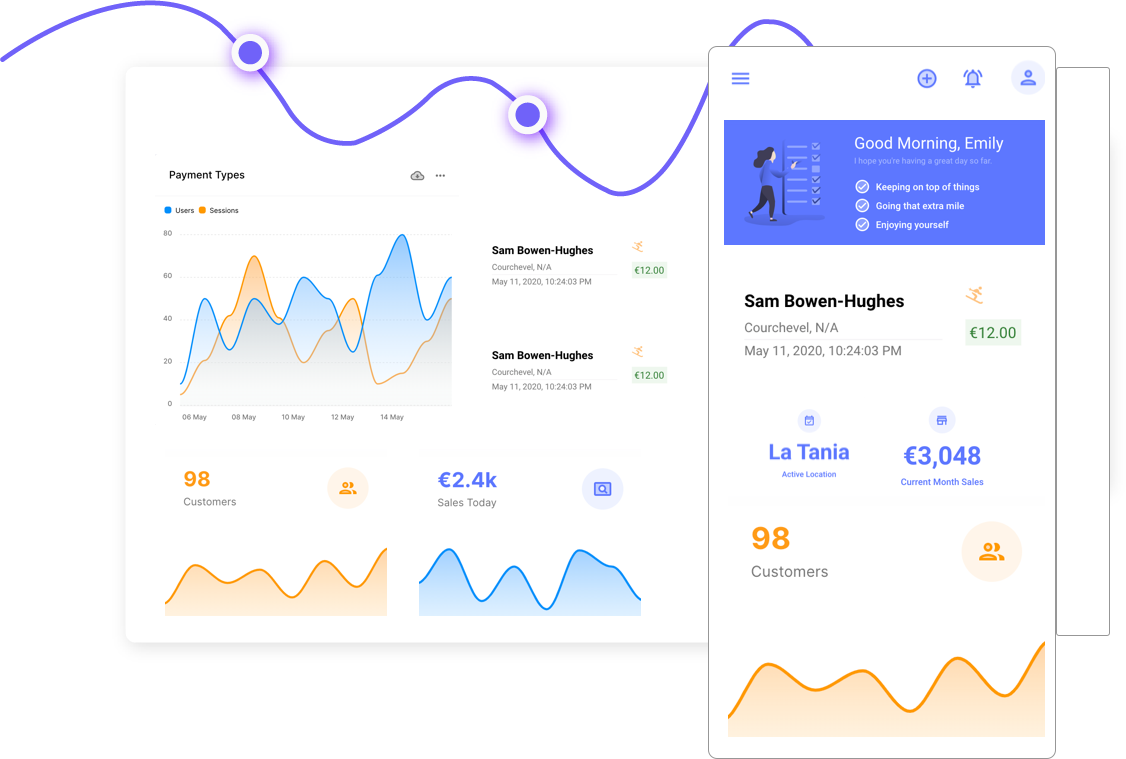 Payment Types
Users
Sessions
80
60
40
20
0
06 May
08 May
10 May
12 May
14 May
Sam Bowen-Hughes
Courchevel, N/A
May 11, 2020, 10:24:03 PM
€12.00
Sam Bowen-Hughes
Courchevel, N/A
May 11, 2020, 10:24:03 PM
€12.00
98
Customers
€2.4k
Sales Today
Good Morning, Emily
I hope you're having a great day so far.
Keeping on top of things
Going that extra mile
Enjoying yourself
Sam Bowen-Hughes
Courchevel, N/A
May 11, 2020, 10:24:03 PM
€12.00
La Tania
Active Location
€3,048
Current Month Sales
98
Customers